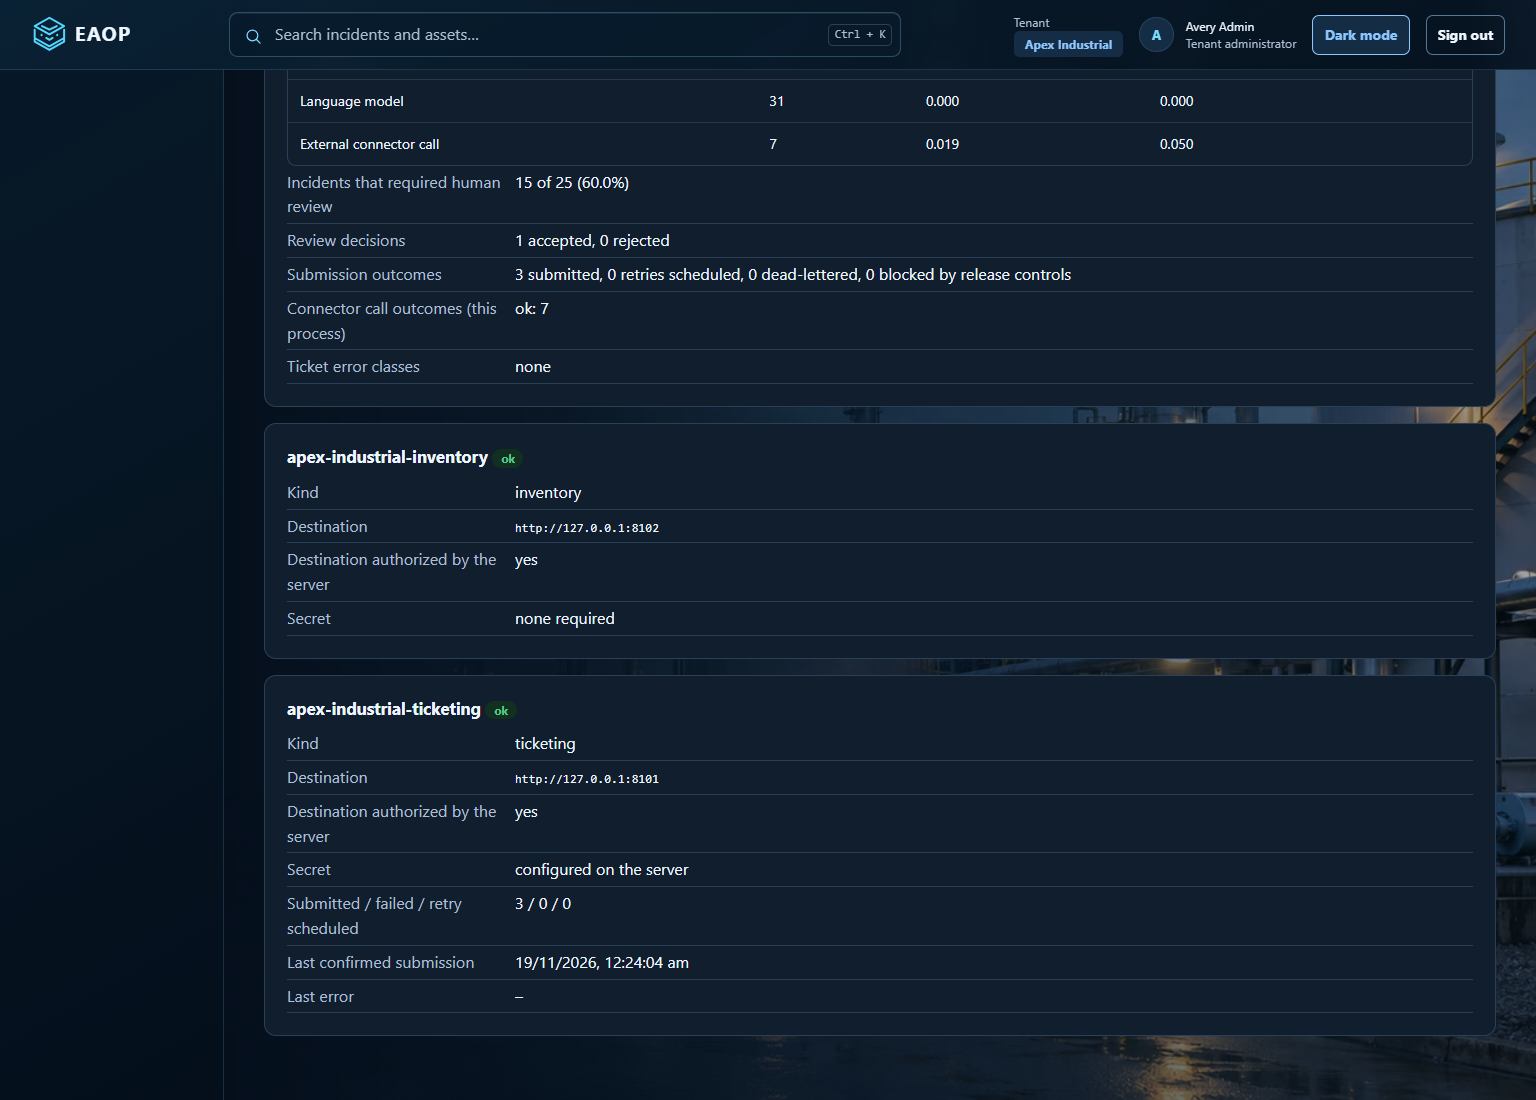 EAOP
Search incidents and assets...
Ctrl + K
Tenant
Apex Industrial
A
Avery Admin
Tenant administrator
Dark mode
Sign out
Language model 31 0.000 0.000
External connector call 7 0.019 0.050
Incidents that required human review 15 of 25 (60.0%)
Review decisions 1 accepted, 0 rejected
Submission outcomes 3 submitted, 0 retries scheduled, 0 dead-lettered, 0 blocked by release controls
Connector call outcomes (this process) ok: 7
Ticket error classes none
apex-industrial-inventory ok
Kind inventory
Destination http://127.0.0.1:8102
Destination authorized by the server yes
Secret none required
apex-industrial-ticketing ok
Kind ticketing
Destination http://127.0.0.1:8101
Destination authorized by the server yes
Secret configured on the server
Submitted / failed / retry scheduled 3 / 0 / 0
Last confirmed submission 19/11/2026, 12:24:04 am
Last error –